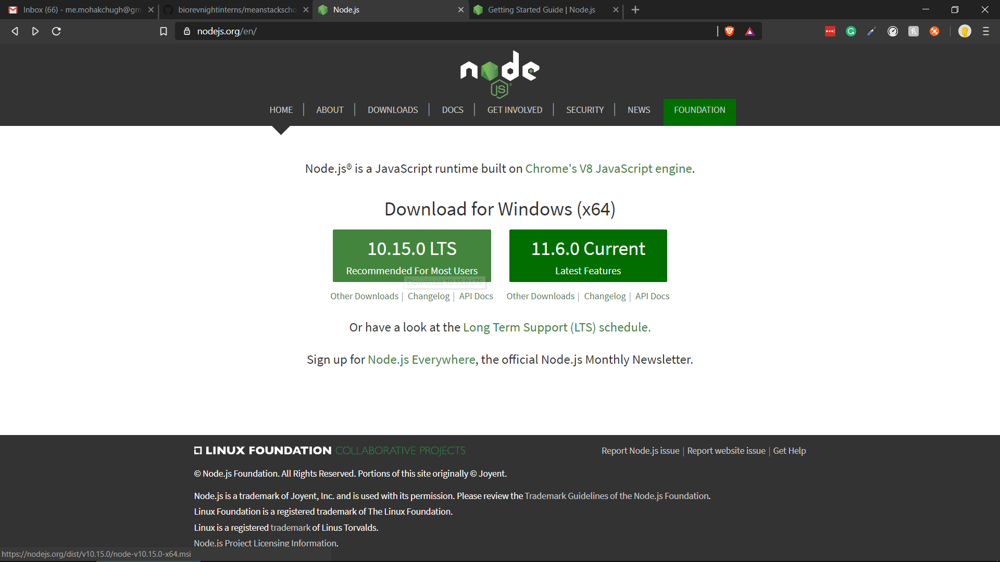 Inbox (66) - me.mohakchugh@gm
biorevnightinterns/meanstackscho
Node.js
Getting Started Guide | Node.js
nodejs.org/en/
node
JS
HOME
ABOUT
DOWNLOADS
DOCS
GET INVOLVED
SECURITY
NEWS
FOUNDATION
Node.js® is a JavaScript runtime built on Chrome's V8 JavaScript engine.
Download for Windows (x64)
10.15.0 LTS
Recommended For Most Users
Download 10.15.0 LTS
11.6.0 Current
Latest Features
Other Downloads | Changelog | API Docs
Other Downloads | Changelog | API Docs
Or have a look at the Long Term Support (LTS) schedule.
Sign up for Node.js Everywhere, the official Node.js Monthly Newsletter.
LINUX FOUNDATION COLLABORATIVE PROJECTS
Report Node.js issue | Report website issue | Get Help
© Node.js Foundation. All Rights Reserved. Portions of this site originally © Joyent.
Node.js is a trademark of Joyent, Inc. and is used with its permission. Please review the Trademark Guidelines of the Node.js Foundation.
Linux Foundation is a registered trademark of The Linux Foundation.
Linux is a registered trademark of Linus Torvalds.
Node.js Project Licensing Information.
https://nodejs.org/dist/v10.15.0/node-v10.15.0-x64.msi